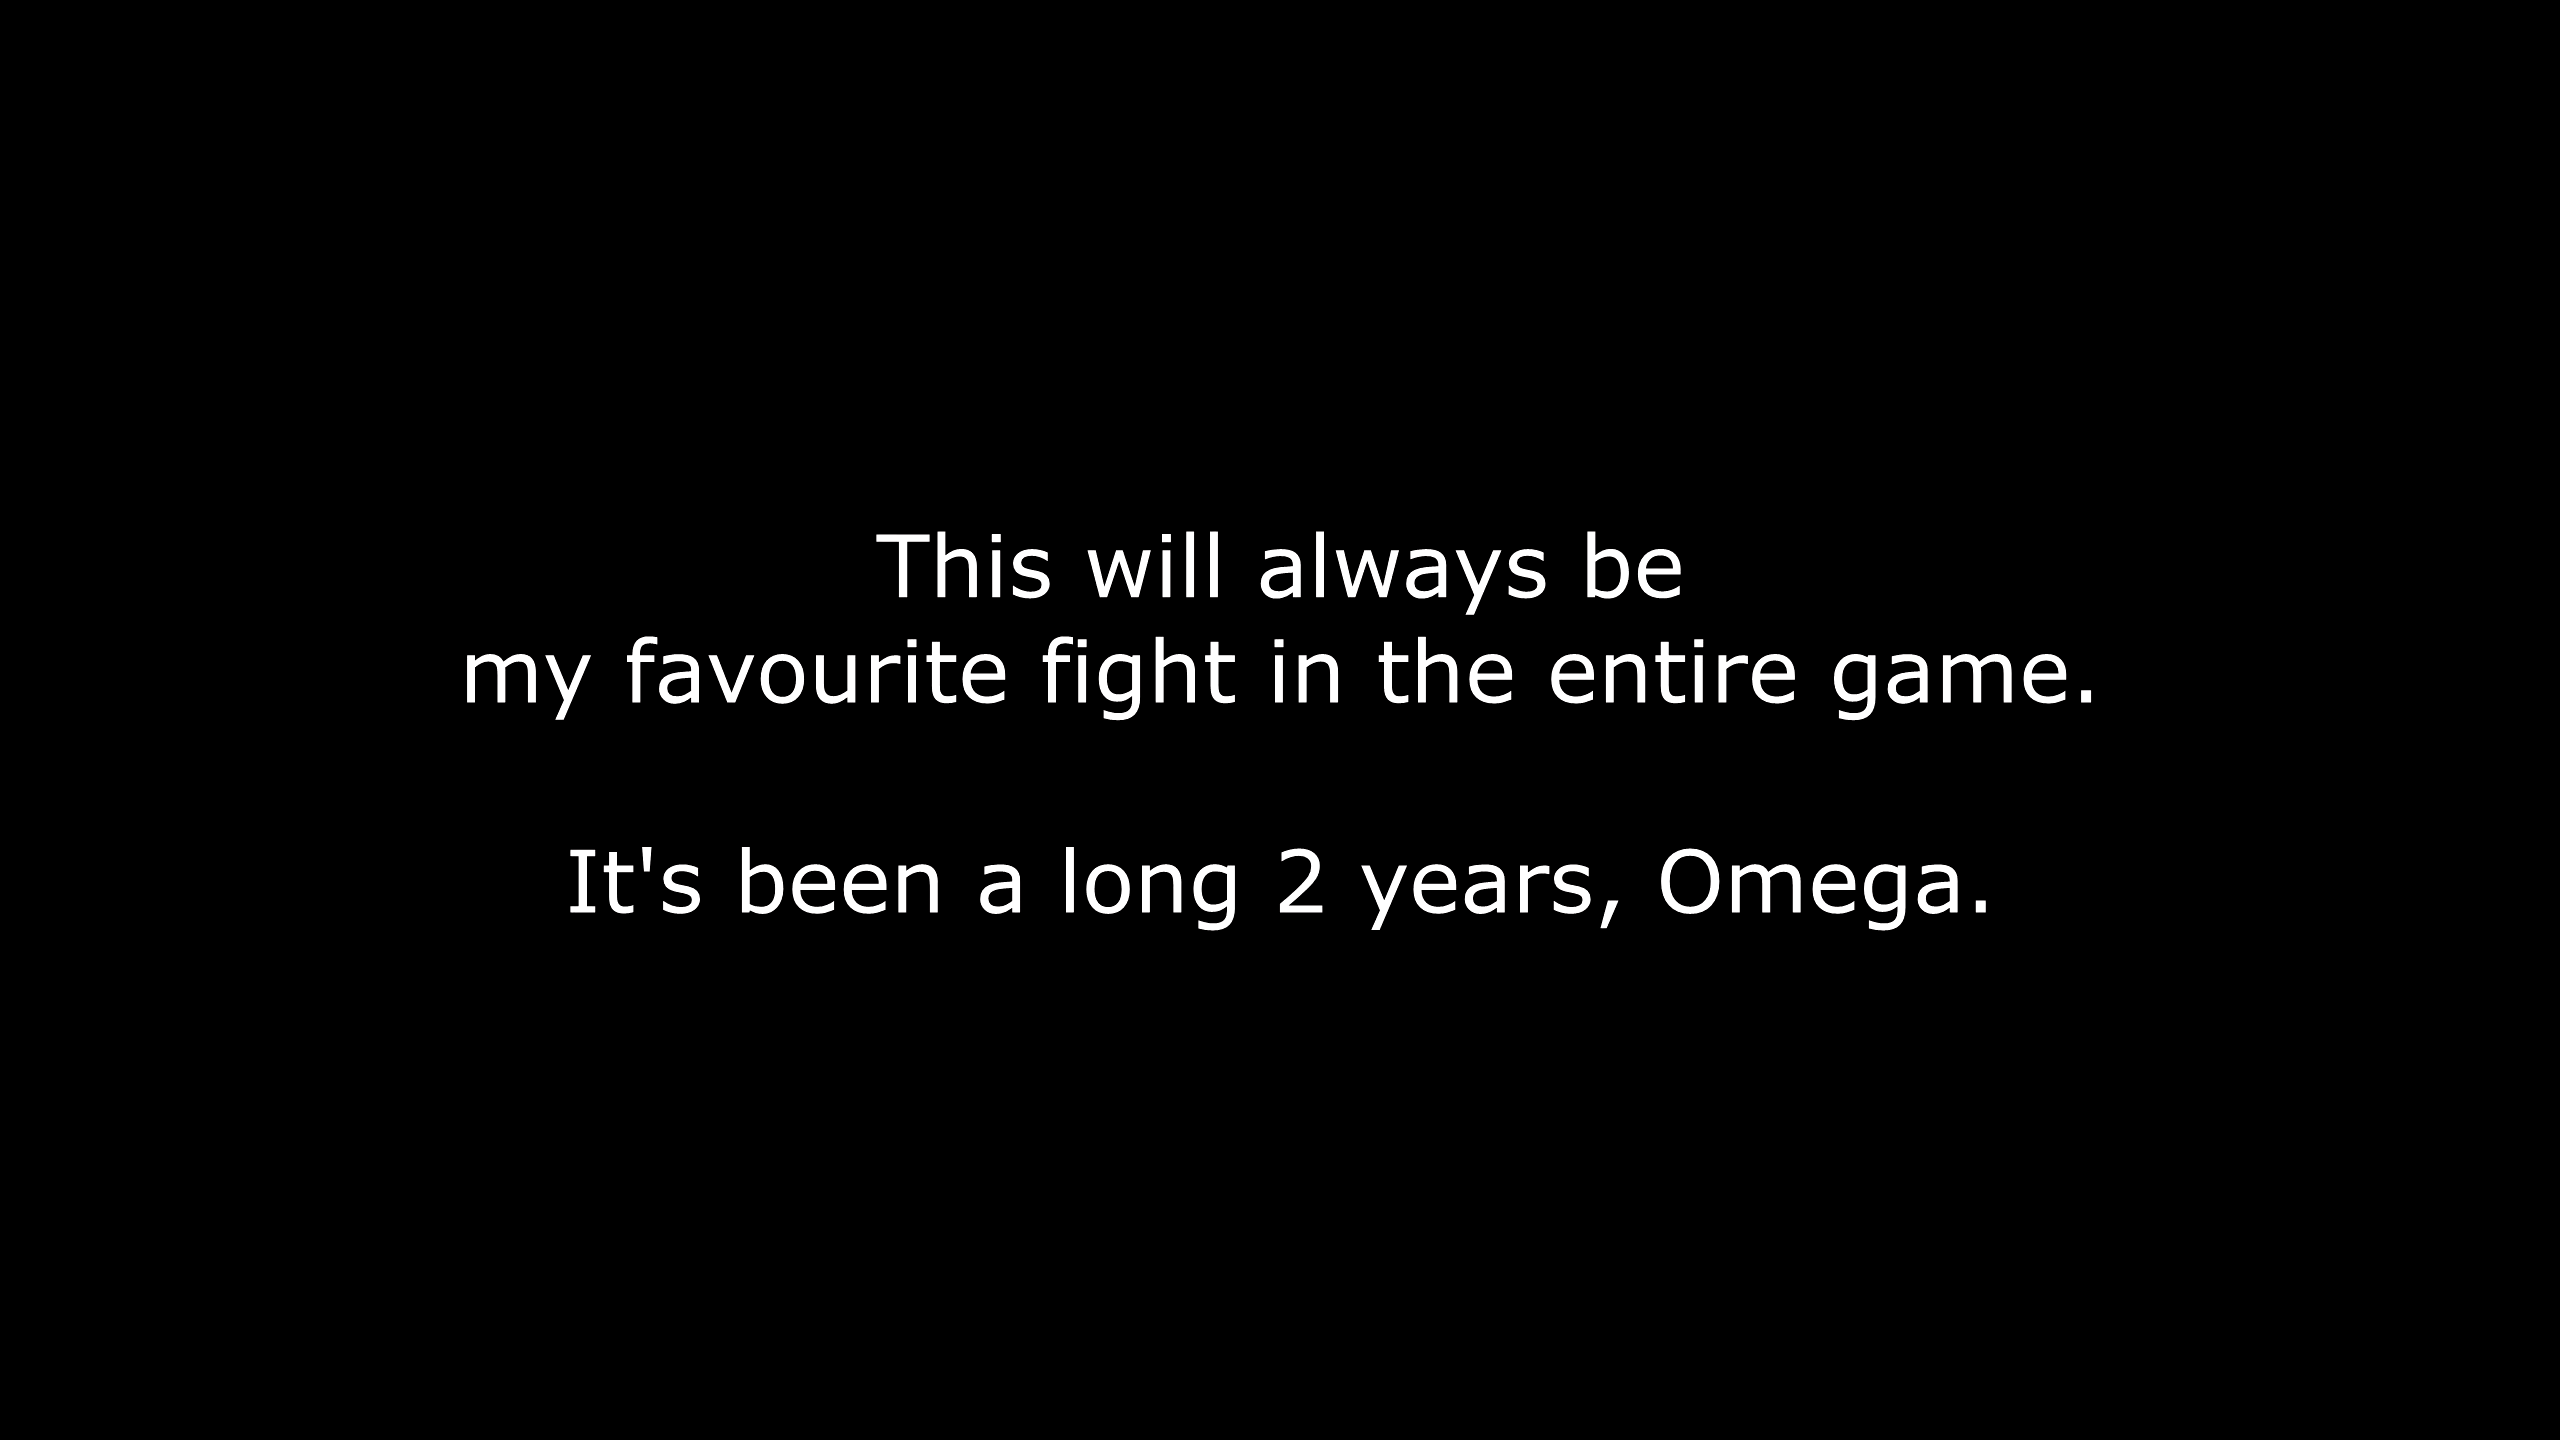 This will always be
my favourite fight in the entire game.
It's been a long 2 years, Omega.